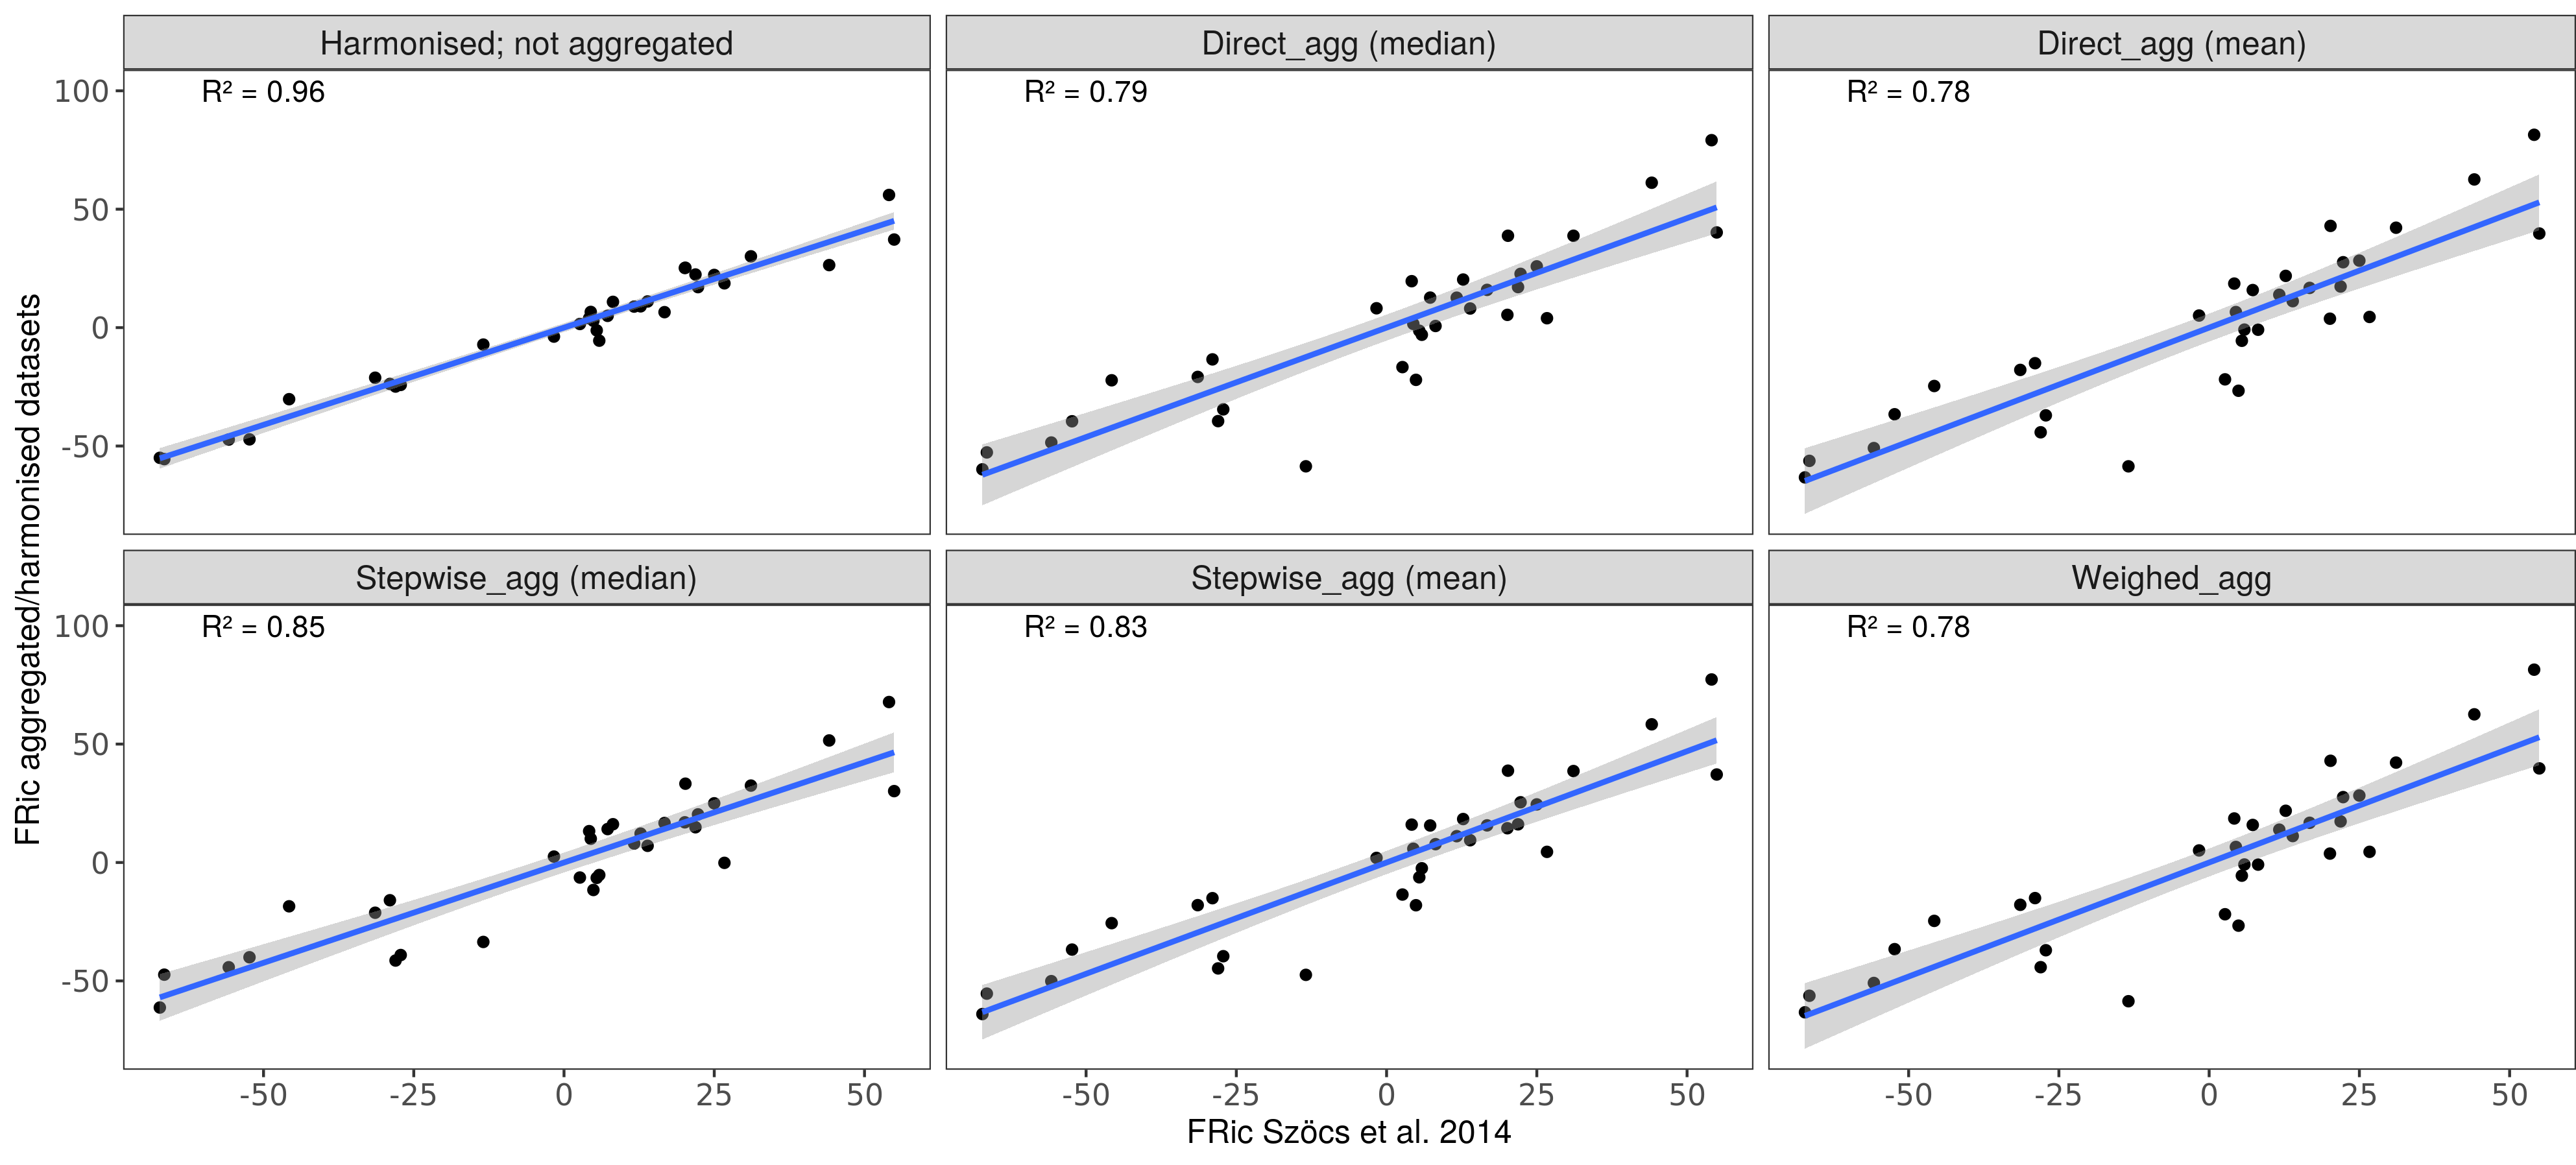 Harmonised; not aggregated
Direct_agg (median)
Direct_agg (mean)
R² = 0.96
R² = 0.79
R² = 0.78
100
50
0
-50
Stepwise_agg (median)
Stepwise_agg (mean)
Weighed_agg
R² = 0.85
R² = 0.83
R² = 0.78
100
50
0
-50
-50 -25 0 25 50
-50 -25 0 25 50
-50 -25 0 25 50
FRic Szöcs et al. 2014
FRic aggregated/harmonised datasets